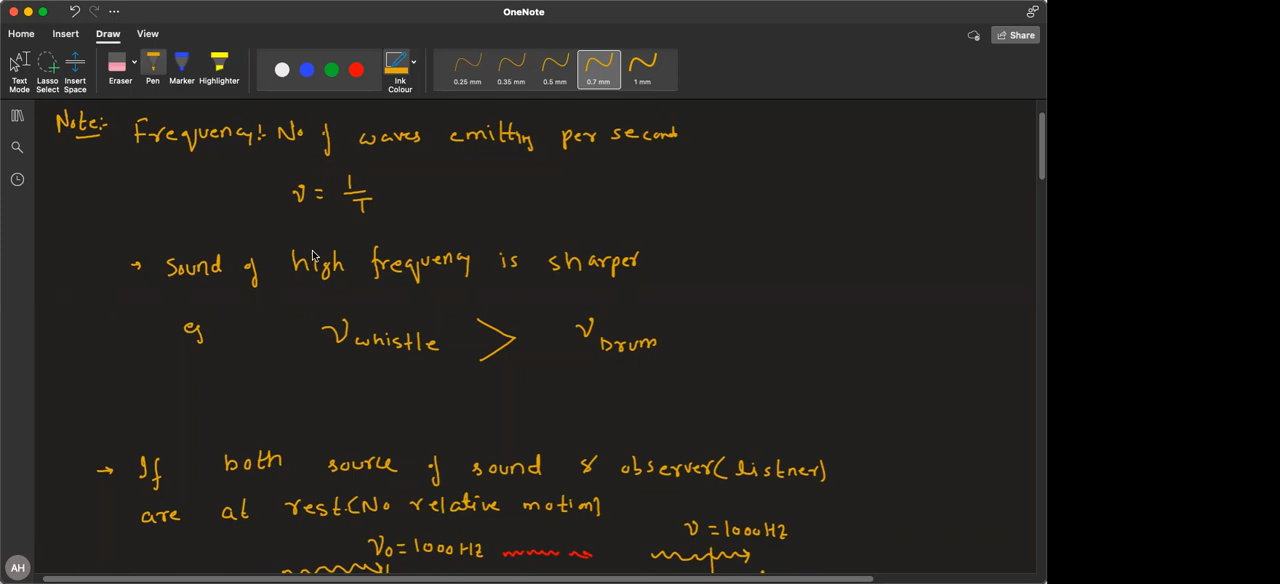 OneNote
Home Insert Draw View
Share
Text Mode
Lasso Select
Insert Space
Eraser
Pen
Marker
Highlighter
Ink Colour
0.25 mm
0.35 mm
0.5 mm
0.7 mm
1 mm
Note:- Frequency:- No of waves emitting per second
ν = 1/T
→ Sound of high frequency is sharper
eg ν whistle > ν Drum
→ If both source of sound & observer(listner)
are at rest.(No relative motion)
ν₀ = 1000 HZ ν = 1000 HZ
AH